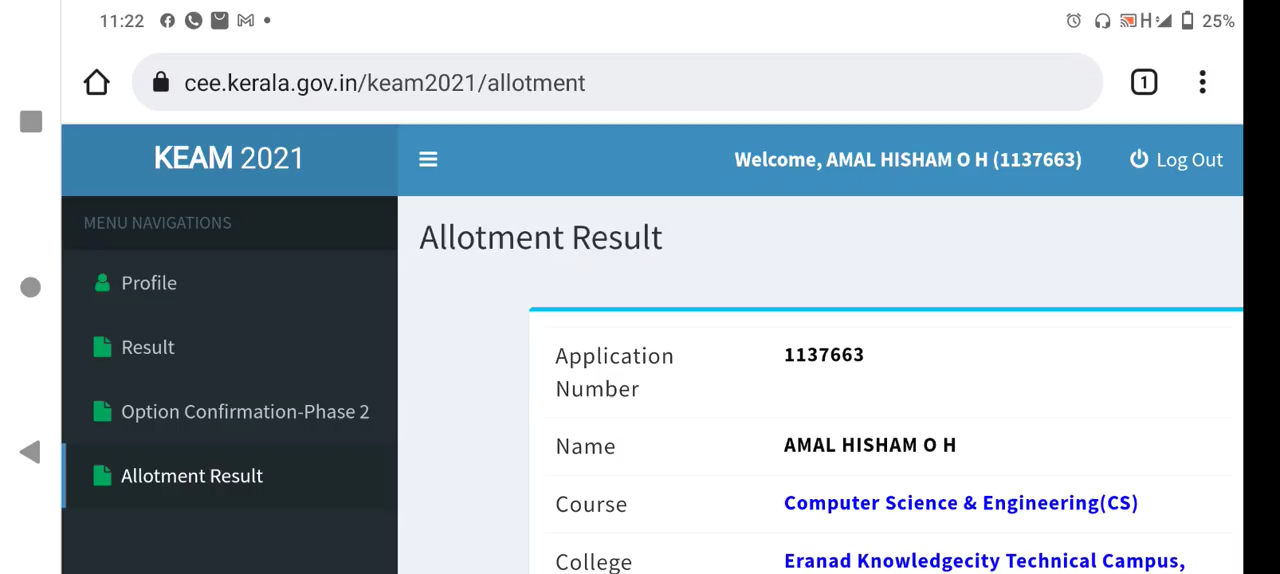 11:22
25%
cee.kerala.gov.in/keam2021/allotment
1
KEAM 2021
Welcome, AMAL HISHAM O H (1137663)
Log Out
MENU NAVIGATIONS
Allotment Result
Profile
Result
Option Confirmation-Phase 2
Allotment Result
Application Number
1137663
Name
AMAL HISHAM O H
Course
Computer Science & Engineering(CS)
College
Eranad Knowledgecity Technical Campus,